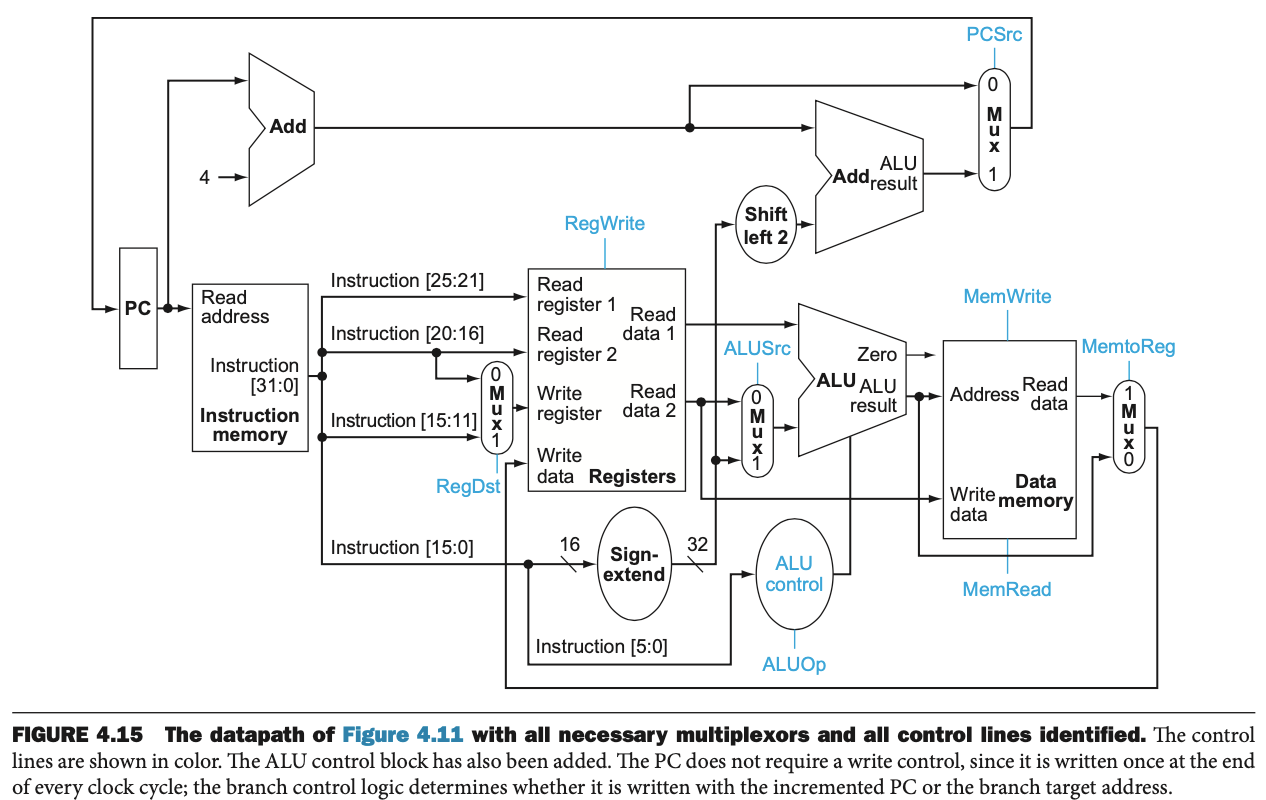 PCSrc
0
Mux
1
Add
4
Add ALU result
Shift left 2
RegWrite
PC
Read address
Instruction [31:0]
Instruction memory
Instruction [25:21]
Instruction [20:16]
Instruction [15:11]
0
Mux
1
RegDst
Read register 1
Read register 2
Write register
Write data
Registers
Read data 1
Read data 2
ALUSrc
0
Mux
1
Zero
ALU ALU result
MemWrite
Address
Read data
Write data
Data memory
MemRead
MemtoReg
1
Mux
0
Instruction [15:0]
16
Sign-extend
32
ALU control
Instruction [5:0]
ALUOp
FIGURE 4.15 The datapath of Figure 4.11 with all necessary multiplexors and all control lines identified. The control
lines are shown in color. The ALU control block has also been added. The PC does not require a write control, since it is written once at the end
of every clock cycle; the branch control logic determines whether it is written with the incremented PC or the branch target address.